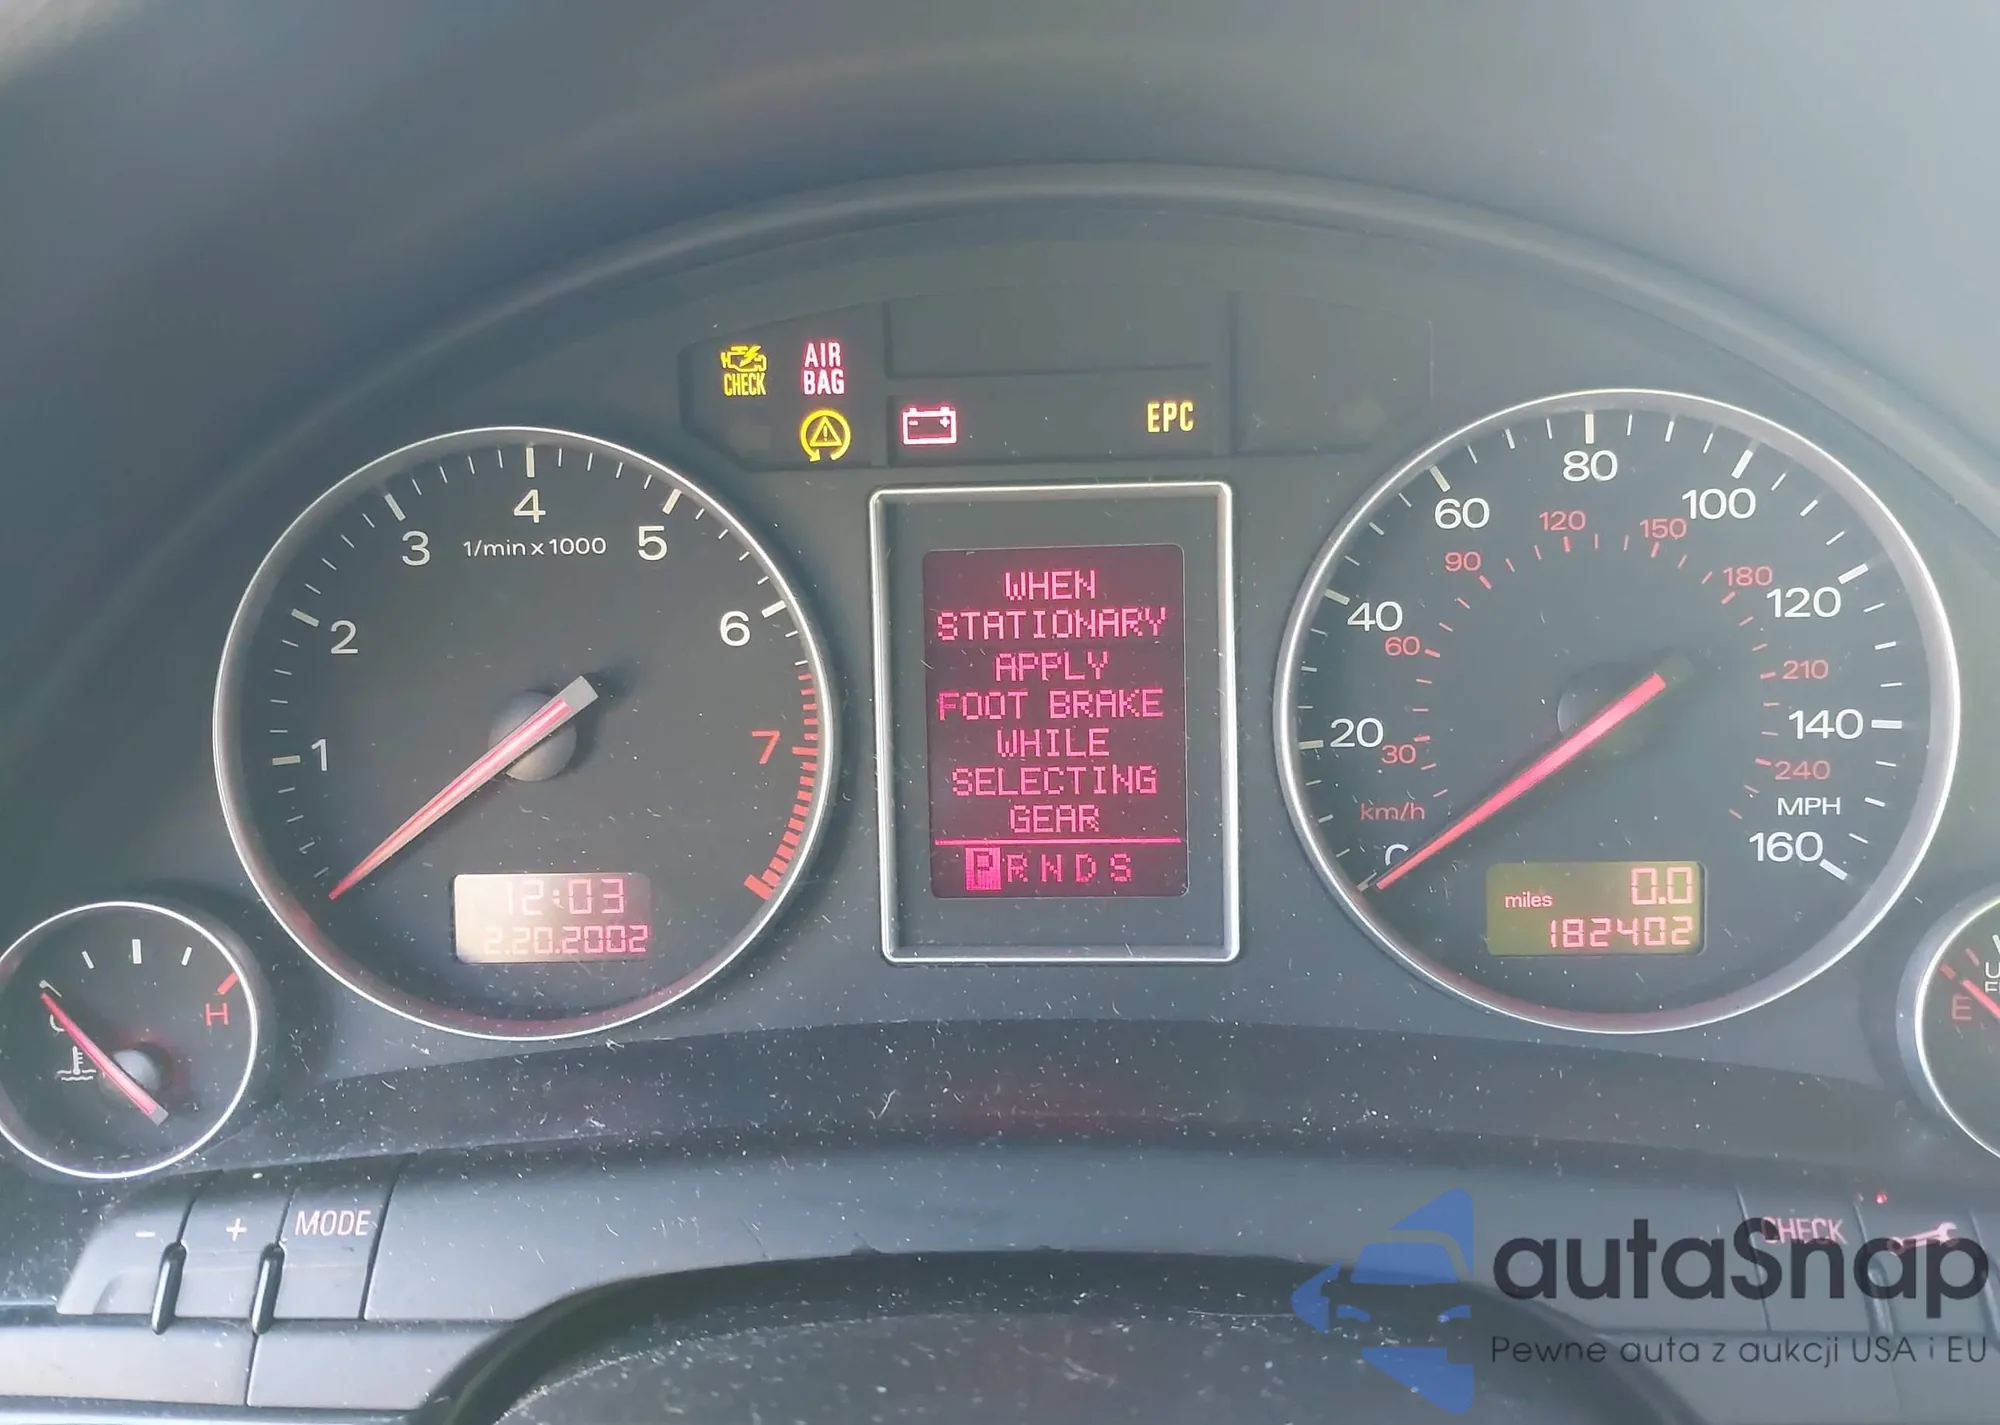 CHECK
AIR
BAG
EPC
1
2
3
4
5
6
7
1/min x 1000
12:03
2.20.2002
WHEN
STATIONARY
APPLY
FOOT BRAKE
WHILE
SELECTING
GEAR
P R N D S
20
40
60
80
100
120
140
160
MPH
30
60
90
120
150
180
210
240
km/h
miles 0.0
182402
H
E
- + MODE
CHECK
autaSnap
Pewne auta z aukcji USA i EU